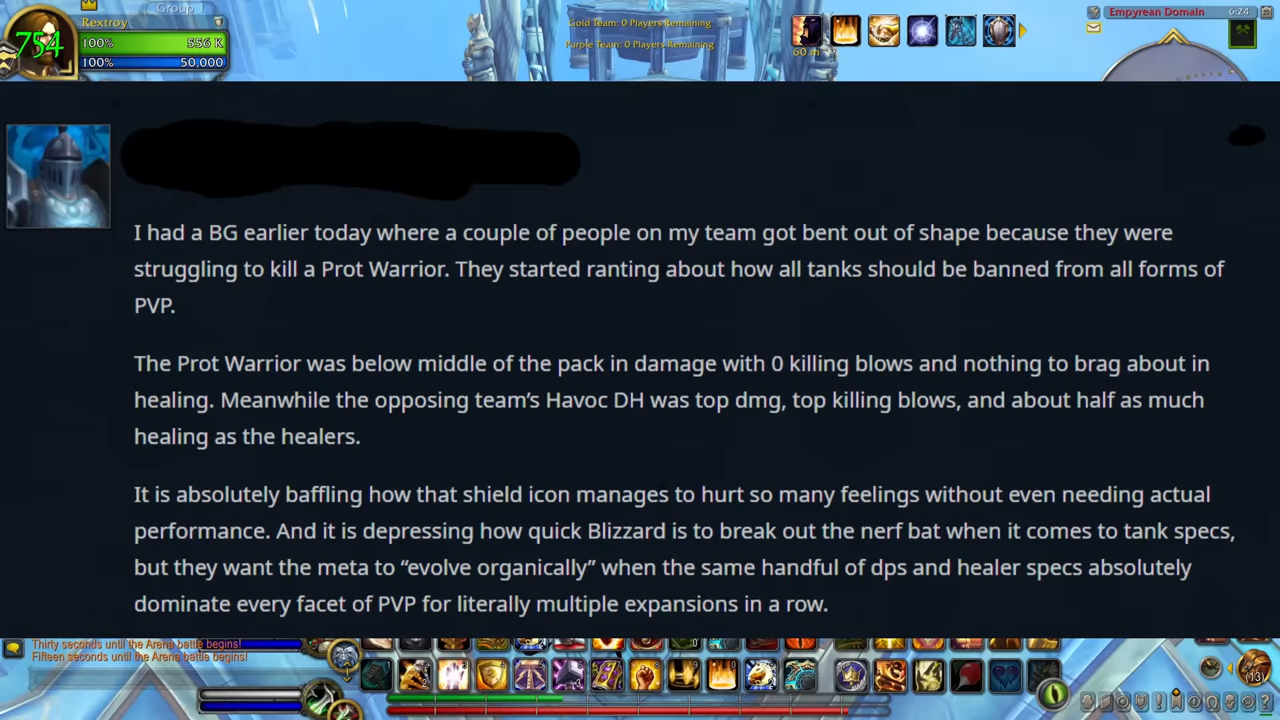 Group 1
Rextroy
754
100% 556 K
100% 50,000
Gold Team: 0 Players Remaining
Purple Team: 0 Players Remaining
60 m
Empyrean Domain 6:24
I had a BG earlier today where a couple of people on my team got bent out of shape because they were
struggling to kill a Prot Warrior. They started ranting about how all tanks should be banned from all forms of
PVP.
The Prot Warrior was below middle of the pack in damage with 0 killing blows and nothing to brag about in
healing. Meanwhile the opposing team’s Havoc DH was top dmg, top killing blows, and about half as much
healing as the healers.
It is absolutely baffling how that shield icon manages to hurt so many feelings without even needing actual
performance. And it is depressing how quick Blizzard is to break out the nerf bat when it comes to tank specs,
but they want the meta to “evolve organically” when the same handful of dps and healer specs absolutely
dominate every facet of PVP for literally multiple expansions in a row.
Thirty seconds until the Arena battle begins!
Fifteen seconds until the Arena battle begins!
(13)